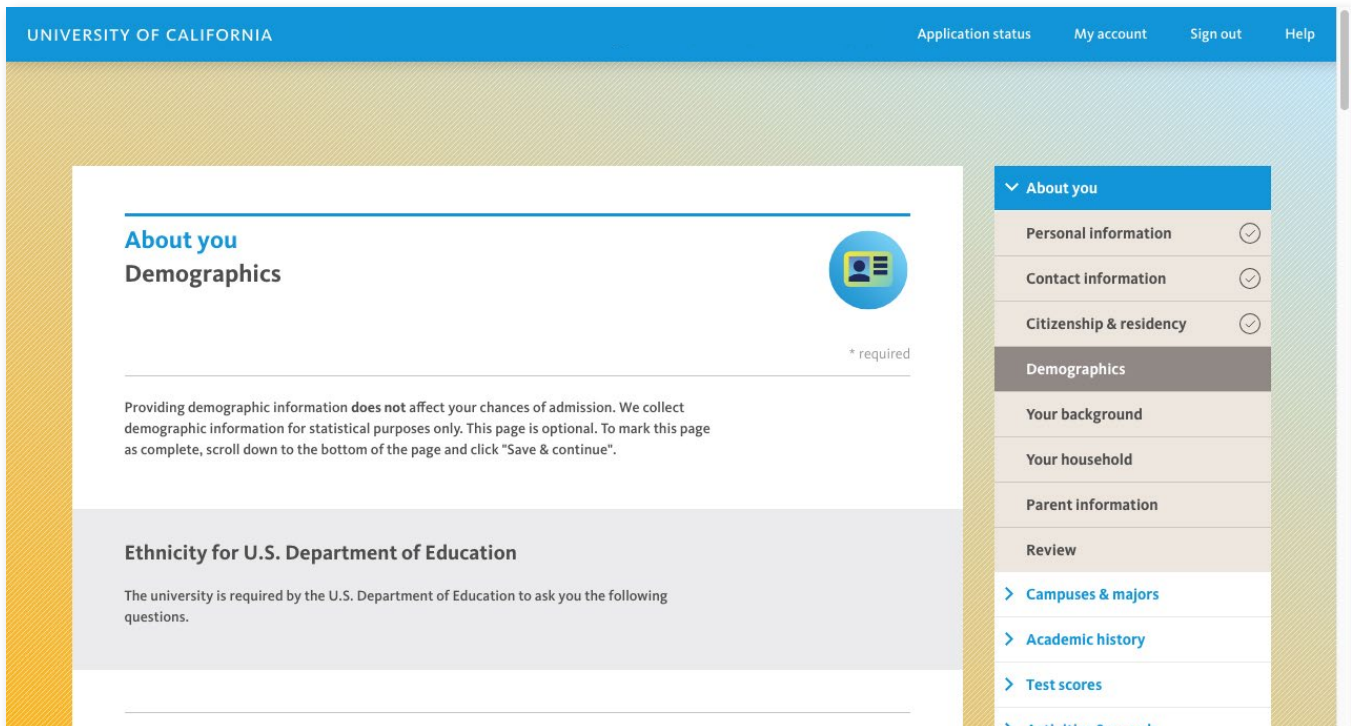 UNIVERSITY OF CALIFORNIA
Application status
My account
Sign out
Help
About you
Demographics
* required
Providing demographic information does not affect your chances of admission. We collect
demographic information for statistical purposes only. This page is optional. To mark this page
as complete, scroll down to the bottom of the page and click "Save & continue".
Ethnicity for U.S. Department of Education
The university is required by the U.S. Department of Education to ask you the following
questions.
About you
Personal information
Contact information
Citizenship & residency
Demographics
Your background
Your household
Parent information
Review
Campuses & majors
Academic history
Test scores